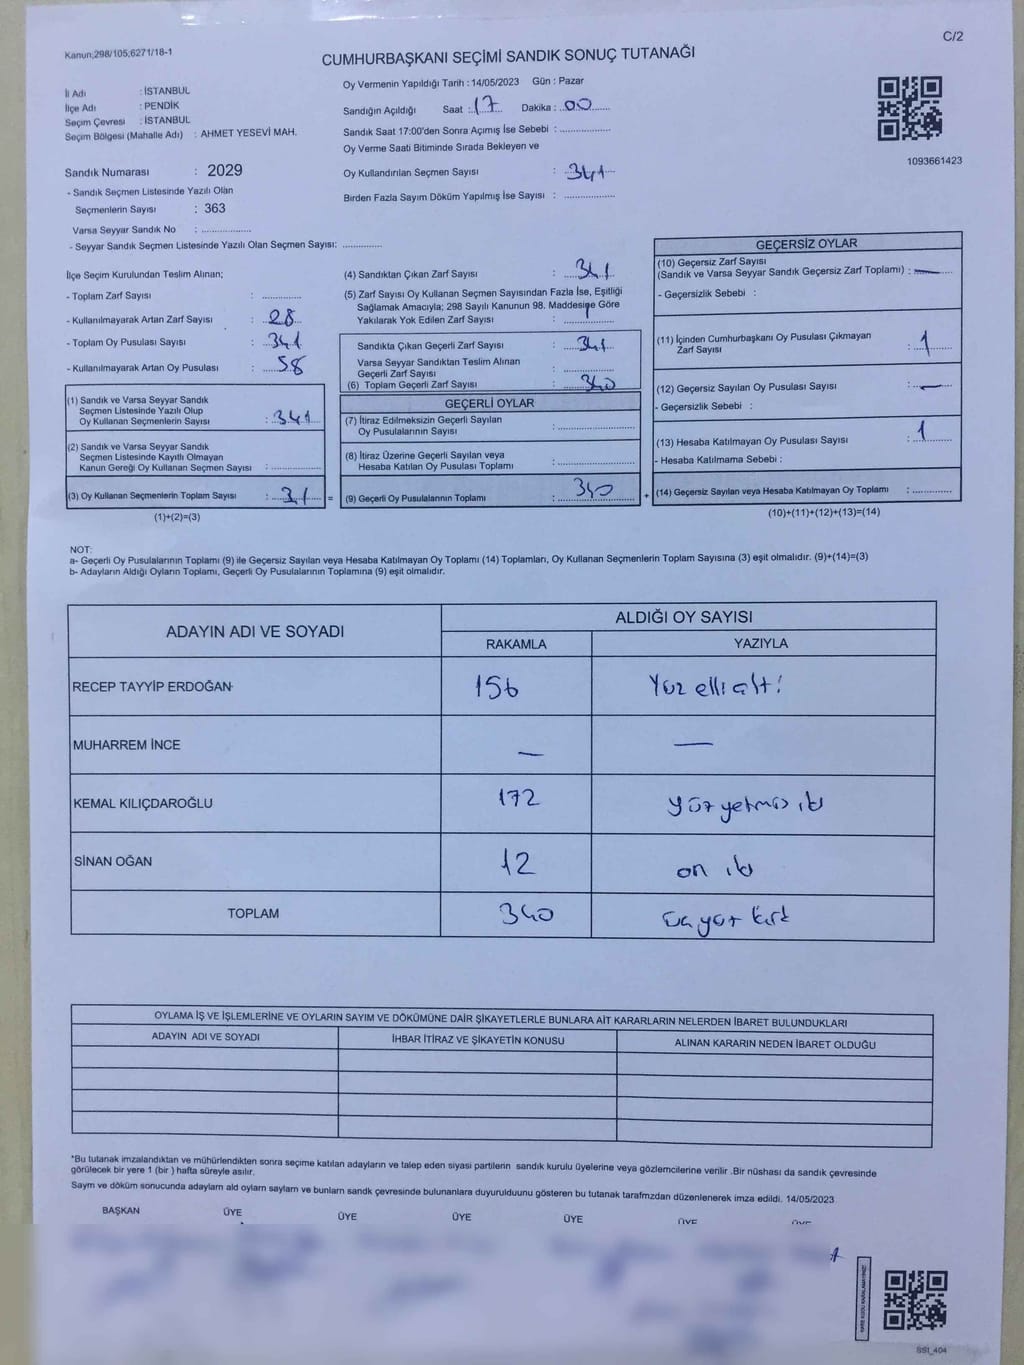 C/2
Kanun;298/105;6271/18-1
CUMHURBAŞKANI SEÇİMİ SANDIK SONUÇ TUTANAĞI
İl Adı : İSTANBUL
İlçe Adı : PENDİK
Seçim Çevresi : İSTANBUL
Seçim Bölgesi (Mahalle Adı) : AHMET YESEVİ MAH.
Sandık Numarası : 2029
- Sandık Seçmen Listesinde Yazılı Olan
Seçmenlerin Sayısı : 363
Varsa Seyyar Sandık No : ..................
- Seyyar Sandık Seçmen Listesinde Yazılı Olan Seçmen Sayısı: ..............
Oy Vermenin Yapıldığı Tarih : 14/05/2023 Gün : Pazar
Sandığın Açıldığı Saat : 17 Dakika : 00
Sandık Saat 17:00'den Sonra Açımış İse Sebebi : ..................
Oy Verme Saati Bitiminde Sırada Bekleyen ve
Oy Kullandırılan Seçmen Sayısı : 341
Birden Fazla Sayım Döküm Yapılmış İse Sayısı : ..................
1093661423
İlçe Seçim Kurulundan Teslim Alınan;
- Toplam Zarf Sayısı : ..............
- Kullanılmayarak Artan Zarf Sayısı : 28
- Toplam Oy Pusulası Sayısı : 341
- Kullanılmayarak Artan Oy Pusulası : 58
(1) Sandık ve Varsa Seyyar Sandık
Seçmen Listesinde Yazılı Olup
Oy Kullanan Seçmenlerin Sayısı : 341
(2) Sandık ve Varsa Seyyar Sandık
Seçmen Listesinde Kayıtlı Olmayan
Kanun Gereği Oy Kullanan Seçmen Sayısı : ..................
(3) Oy Kullanan Seçmenlerin Toplam Sayısı : 31 =
(1)+(2)=(3)
(4) Sandıktan Çıkan Zarf Sayısı : 341
(5) Zarf Sayısı Oy Kullanan Seçmen Sayısından Fazla İse, Eşitliği
Sağlamak Amacıyla; 298 Sayılı Kanunun 98. Maddesine Göre
Yakılarak Yok Edilen Zarf Sayısı : ..................
Sandıkta Çıkan Geçerli Zarf Sayısı : 341
Varsa Seyyar Sandıktan Teslim Alınan
Geçerli Zarf Sayısı : ..................
(6) Toplam Geçerli Zarf Sayısı : 340
GEÇERLİ OYLAR
(7) İtiraz Edilmeksizin Geçerli Sayılan
Oy Pusulalarının Sayısı : ..................
(8) İtiraz Üzerine Geçerli Sayılan veya
Hesaba Katılan Oy Pusulası Toplamı : ..................
(9) Geçerli Oy Pusulalarının Toplamı : 340 +
GEÇERSİZ OYLAR
(10) Geçersiz Zarf Sayısı
(Sandık ve Varsa Seyyar Sandık Geçersiz Zarf Toplamı) : —
- Geçersizlik Sebebi :
(11) İçinden Cumhurbaşkanı Oy Pusulası Çıkmayan
Zarf Sayısı : 1
(12) Geçersiz Sayılan Oy Pusulası Sayısı : —
- Geçersizlik Sebebi :
(13) Hesaba Katılmayan Oy Pusulası Sayısı : 1
- Hesaba Katılmama Sebebi :
(14) Geçersiz Sayılan veya Hesaba Katılmayan Oy Toplamı : ..............
(10)+(11)+(12)+(13)=(14)
NOT:
a- Geçerli Oy Pusulalarının Toplamı (9) ile Geçersiz Sayılan veya Hesaba Katılmayan Oy Toplamı (14) Toplamları, Oy Kullanan Seçmenlerin Toplam Sayısına (3) eşit olmalıdır. (9)+(14)=(3)
b- Adayların Aldığı Oyların Toplamı, Geçerli Oy Pusulalarının Toplamına (9) eşit olmalıdır.
ADAYIN ADI VE SOYADI
ALDIĞI OY SAYISI
RAKAMLA YAZIYLA
RECEP TAYYİP ERDOĞAN 156 Yüz elli altı
MUHARREM İNCE — —
KEMAL KILIÇDAROĞLU 172 yüz yetmiş iki
SİNAN OĞAN 12 on iki
TOPLAM 340 üç yüz kırk
OYLAMA İŞ VE İŞLEMLERİNE VE OYLARIN SAYIM VE DÖKÜMÜNE DAİR ŞİKAYETLERLE BUNLARA AİT KARARLARIN NELERDEN İBARET BULUNDUKLARI
ADAYIN ADI VE SOYADI İHBAR İTİRAZ VE ŞİKAYETİN KONUSU ALINAN KARARIN NEDEN İBARET OLDUĞU
*Bu tutanak imzalandıktan ve mühürlendikten sonra seçime katılan adayların ve talep eden siyasi partilerin sandık kurulu üyelerine veya gözlemcilerine verilir .Bir nüshası da sandık çevresinde
görülecek bir yere 1 (bir ) hafta süreyle asılır.
Saym ve döküm sonucunda adaylarn ald oylarn saylarn ve bunlarn sandk çevresinde bulunanlara duyurulduunu gösteren bu tutanak tarafmzdan düzenlenerek imza edildi. 14/05/2023
BAŞKAN ÜYE ÜYE ÜYE ÜYE ÜYE ÜYE
SSt_404